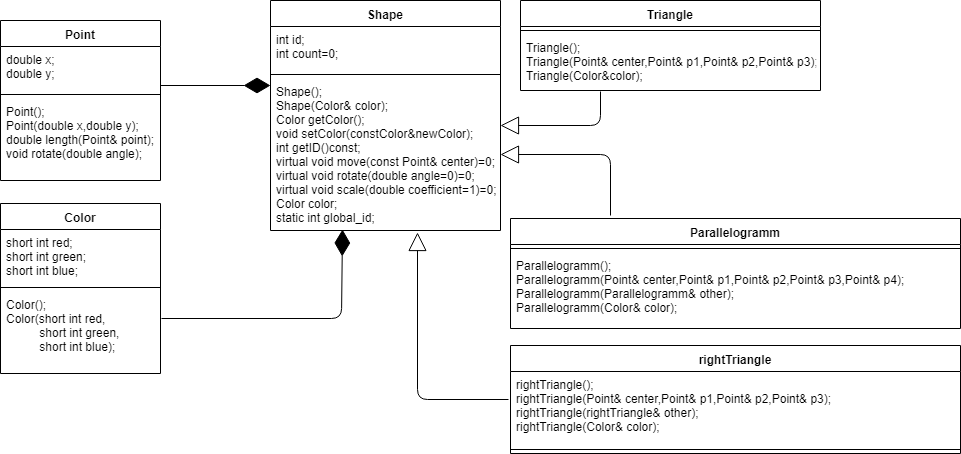 Point
double x;
double y;
Point();
Point(double x,double y);
double length(Point& point);
void rotate(double angle);
Color
short int red;
short int green;
short int blue;
Color();
Color(short int red,
short int green,
short int blue);
Shape
int id;
int count=0;
Shape();
Shape(Color& color);
Color getColor();
void setColor(constColor&newColor);
int getID()const;
virtual void move(const Point& center)=0;
virtual void rotate(double angle=0)=0;
virtual void scale(double coefficient=1)=0;
Color color;
static int global_id;
Triangle
Triangle();
Triangle(Point& center,Point& p1,Point& p2,Point& p3);
Triangle(Color&color);
Parallelogramm
Parallelogramm();
Parallelogramm(Point& center,Point& p1,Point& p2,Point& p3,Point& p4);
Parallelogramm(Parallelogramm& other);
Parallelogramm(Color& color);
rightTriangle
rightTriangle();
rightTriangle(Point& center,Point& p1,Point& p2,Point& p3);
rightTriangle(rightTriangle& other);
rightTriangle(Color& color);